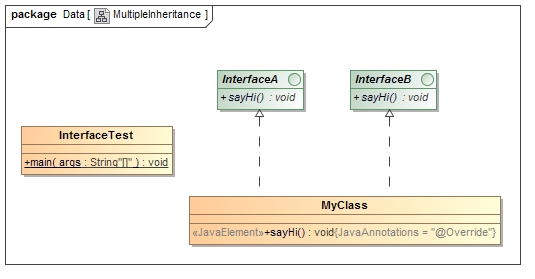 package Data [ MultipleInheritance ]
InterfaceA
+ sayHi() : void
InterfaceB
+ sayHi() : void
InterfaceTest
+main( args : String"[]" ) : void
MyClass
«JavaElement»+sayHi() : void{JavaAnnotations = "@Override"}